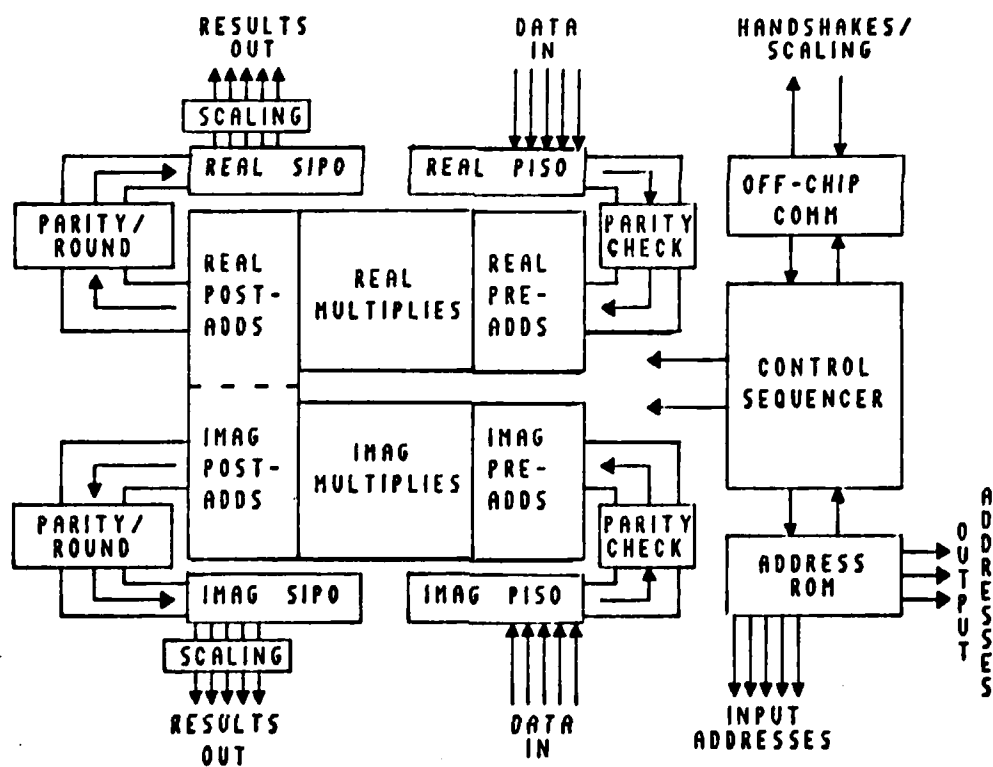 RESULTS
OUT
DATA
IN
HANDSHAKES/
SCALING
SCALING
REAL SIPO
REAL PISO
OFF-CHIP
COMM
PARITY/
ROUND
PARITY
CHECK
REAL
POST-
ADDS
REAL
MULTIPLIES
REAL
PRE-
ADDS
CONTROL
SEQUENCER
IMAG
POST-
ADDS
IMAG
MULTIPLIES
IMAG
PRE-
ADDS
PARITY/
ROUND
PARITY
CHECK
ADDRESS
ROM
OUTPUT
ADDRESSES
IMAG SIPO
IMAG PISO
SCALING
RESULTS
OUT
DATA
IN
INPUT
ADDRESSES